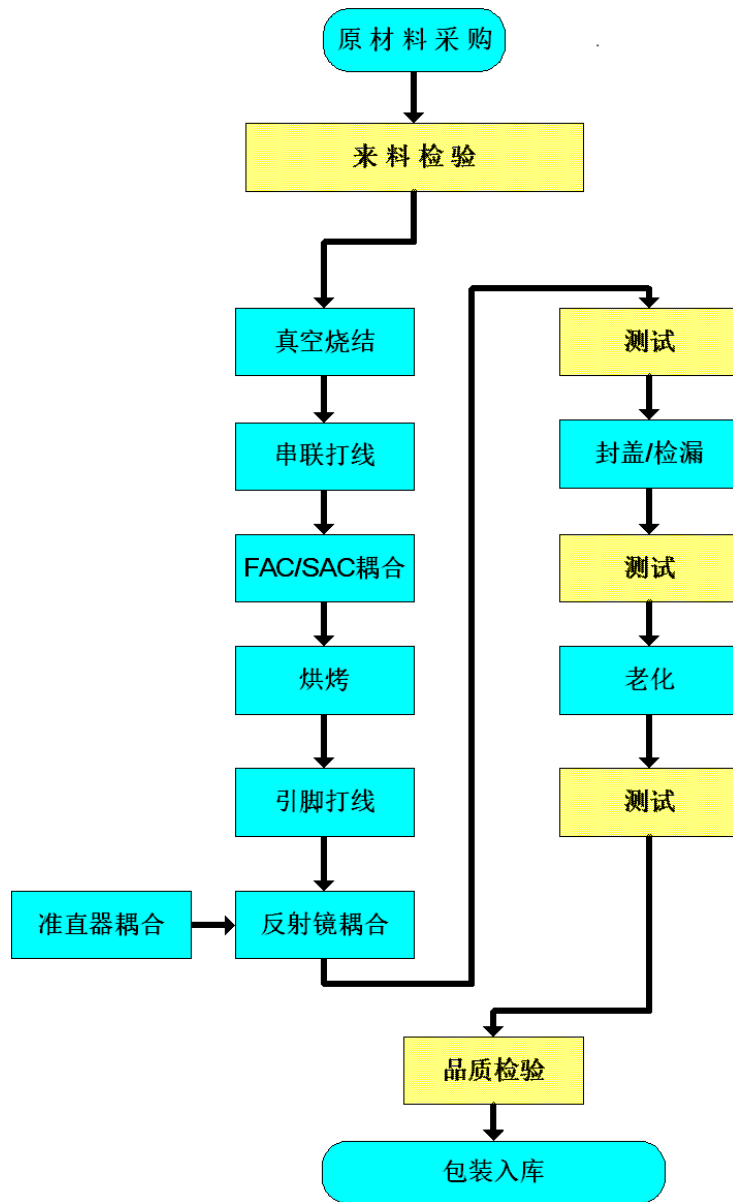 原材料采购
来料检验
真空烧结
串联打线
FAC/SAC耦合
烘烤
引脚打线
准直器耦合
反射镜耦合
测试
封盖/检漏
测试
老化
测试
品质检验
包装入库